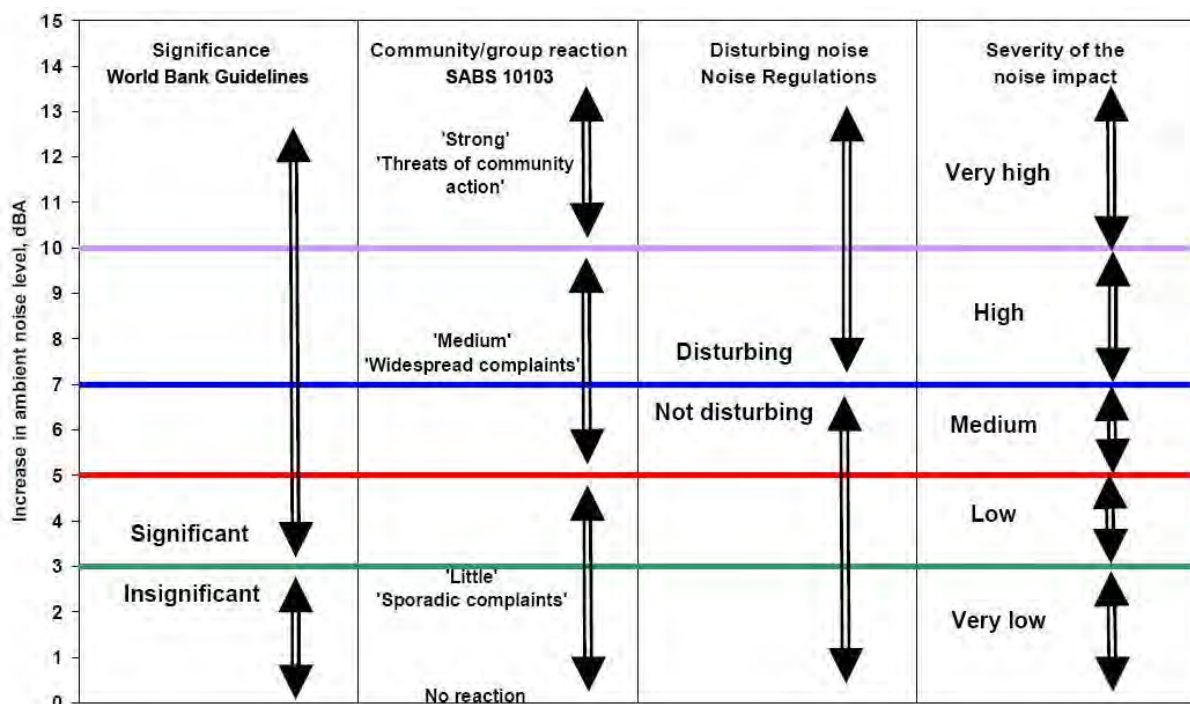 Increase in ambient noise level, dBA
15
14
13
12
11
10
9
8
7
6
5
4
3
2
1
0
Significance
World Bank Guidelines
Significant
Insignificant
Community/group reaction
SABS 10103
'Strong'
'Threats of community
action'
'Medium'
'Widespread complaints'
'Little'
'Sporadic complaints'
No reaction
Disturbing noise
Noise Regulations
Disturbing
Not disturbing
Severity of the
noise impact
Very high
High
Medium
Low
Very low